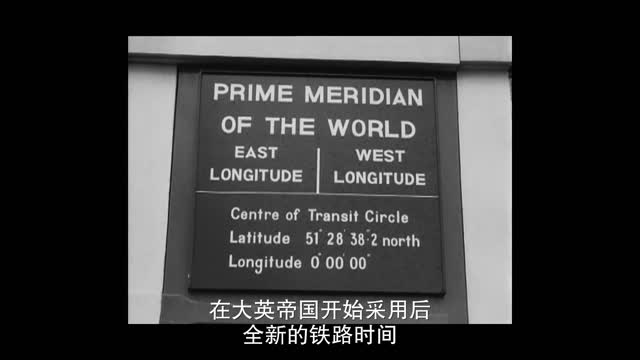 PRIME MERIDIAN
OF THE WORLD
EAST
LONGITUDE
WEST
LONGITUDE
Centre of Transit Circle
Latitude 51° 28' 38·2 north
Longitude 0° 00' 00"
在大英帝国开始采用后
全新的铁路时间